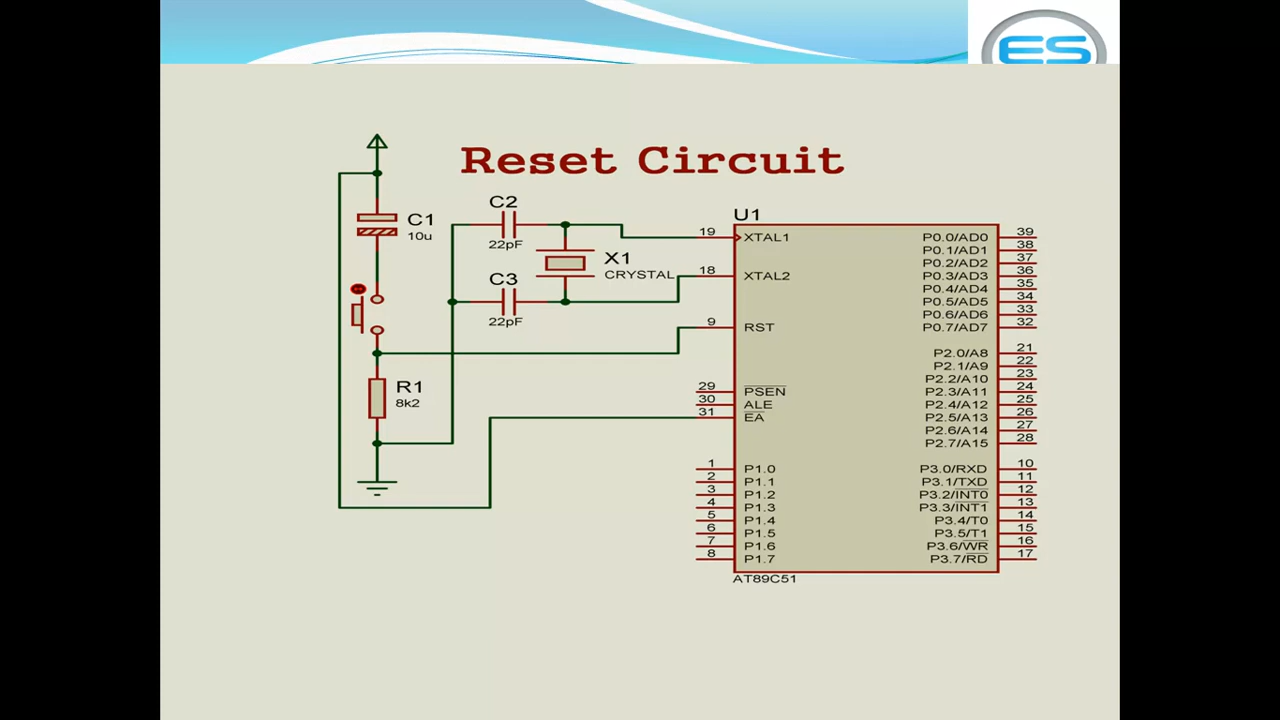 ES
Reset Circuit
C1
10u
R1
8k2
C2
22pF
C3
22pF
X1
CRYSTAL
U1
19 XTAL1
18 XTAL2
9 RST
29 PSEN
30 ALE
31 EA
1 P1.0
2 P1.1
3 P1.2
4 P1.3
5 P1.4
6 P1.5
7 P1.6
8 P1.7
P0.0/AD0 39
P0.1/AD1 38
P0.2/AD2 37
P0.3/AD3 36
P0.4/AD4 35
P0.5/AD5 34
P0.6/AD6 33
P0.7/AD7 32
P2.0/A8 21
P2.1/A9 22
P2.2/A10 23
P2.3/A11 24
P2.4/A12 25
P2.5/A13 26
P2.6/A14 27
P2.7/A15 28
P3.0/RXD 10
P3.1/TXD 11
P3.2/INT0 12
P3.3/INT1 13
P3.4/T0 14
P3.5/T1 15
P3.6/WR 16
P3.7/RD 17
AT89C51